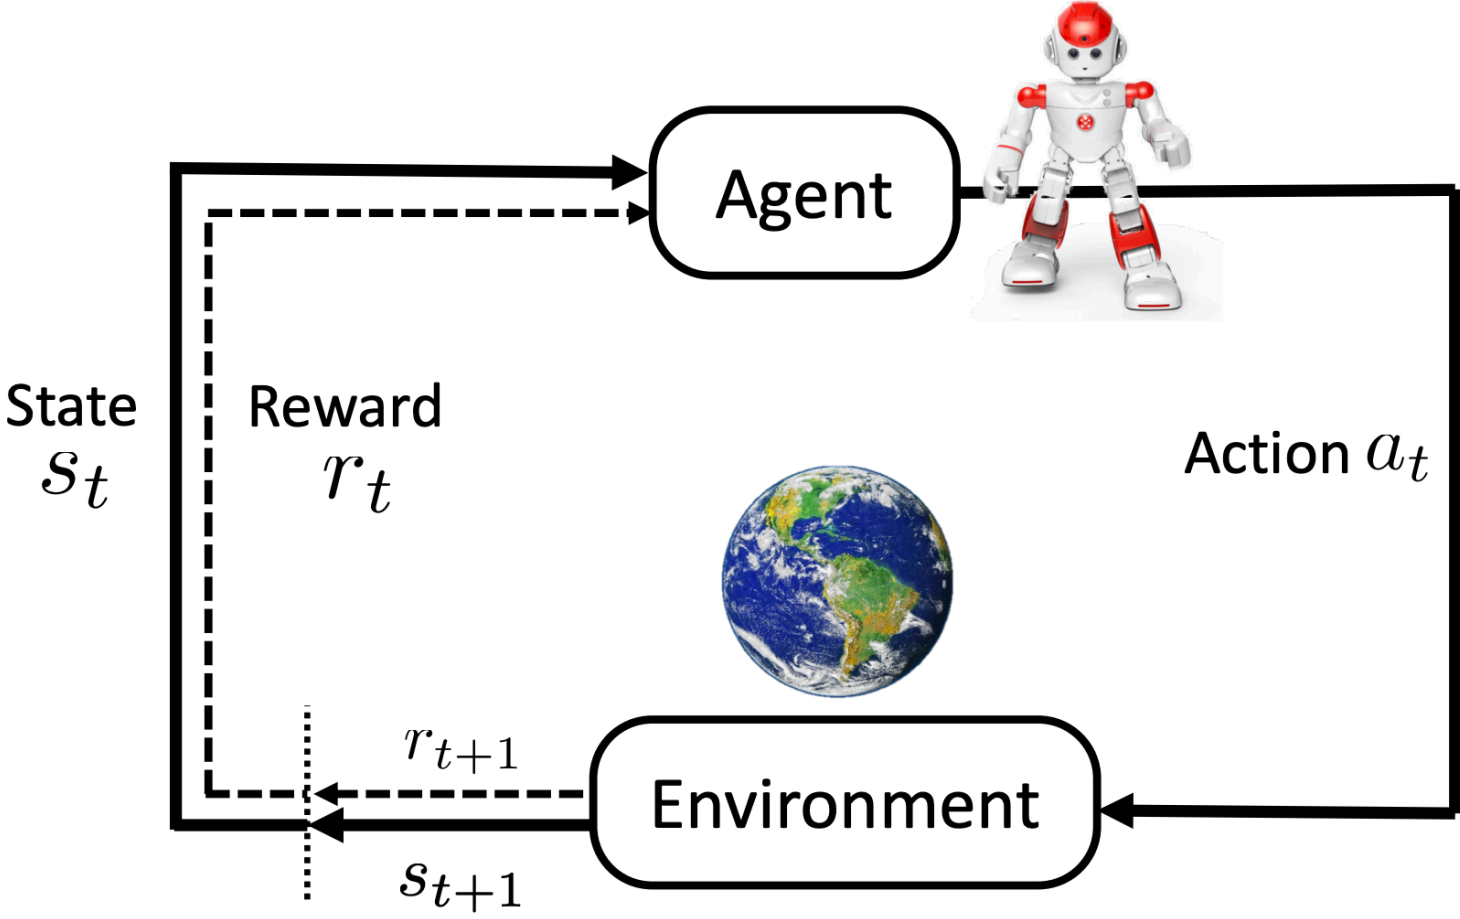 Agent
State
s_t
Reward
r_t
Action a_t
r_{t+1}
Environment
s_{t+1}